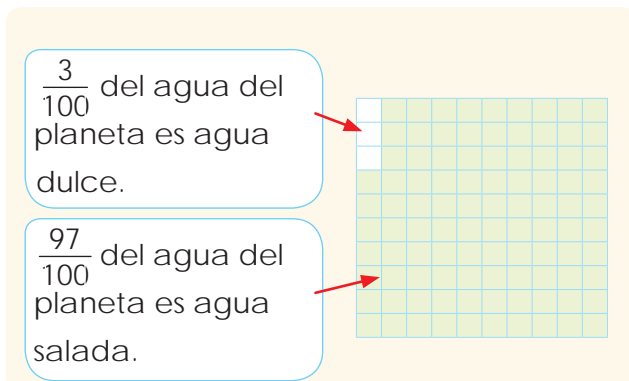 3/100 del agua del
planeta es agua
dulce.
97/100 del agua del
planeta es agua
salada.